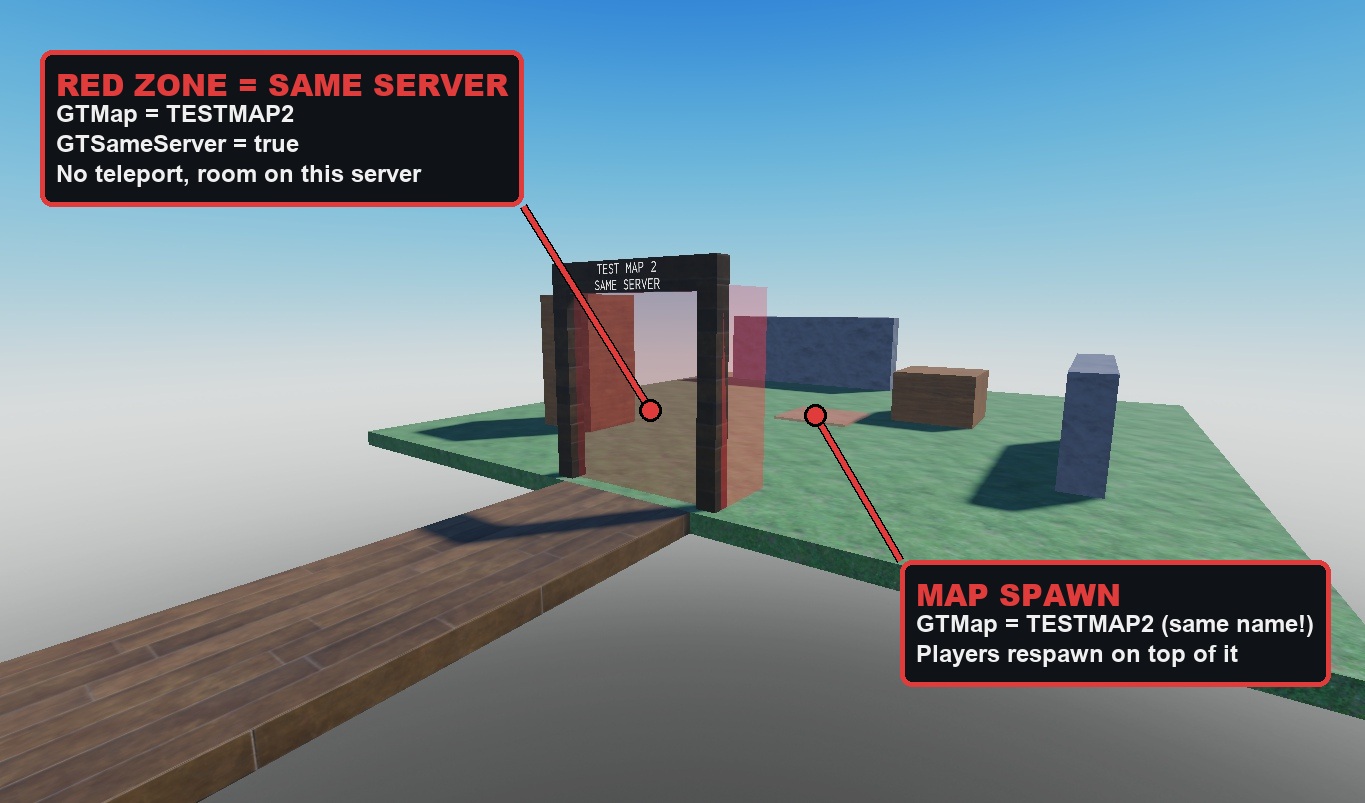 RED ZONE = SAME SERVER
GTMap = TESTMAP2
GTSameServer = true
No teleport, room on this server
TEST MAP 2
SAME SERVER
MAP SPAWN
GTMap = TESTMAP2 (same name!)
Players respawn on top of it